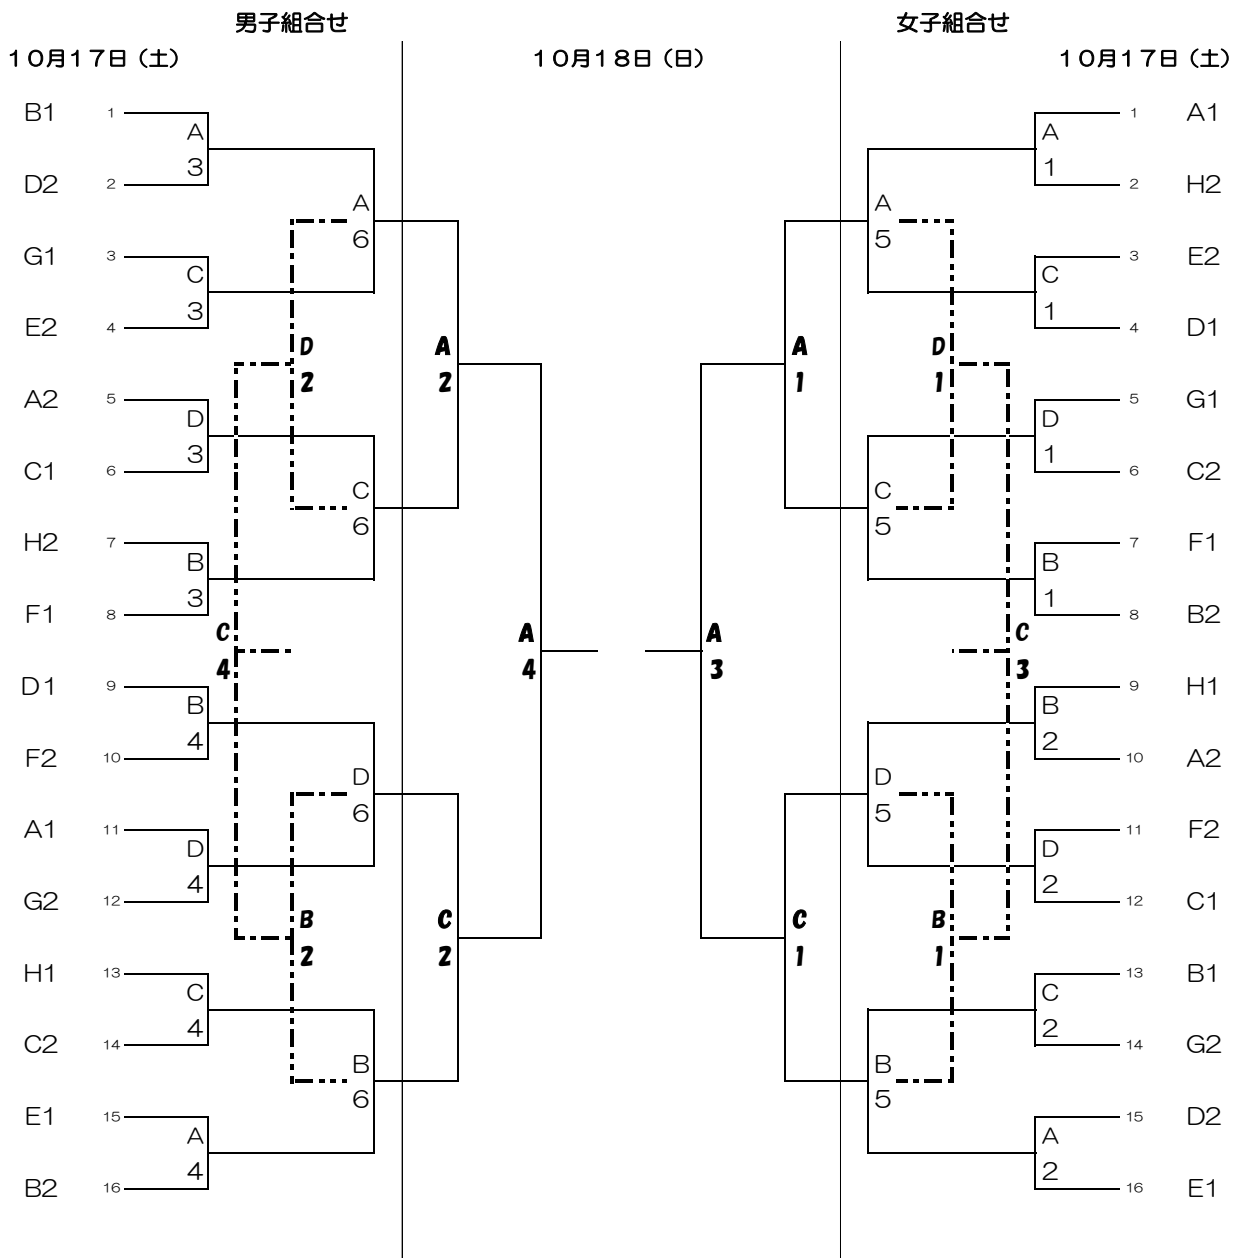 男子組合せ 女子組合せ
10月17日（土） 10月18日（日） 10月17日（土）
B1 1 1 A1
A A
3 1
D2 2 2 H2
A A
6 5
G1 3 3 E2
C C
3 1
E2 4 4 D1
D A A D
2 2 1 1
A2 5 5 G1
D D
3 1
C1 6 6 C2
C C
6 5
H2 7 7 F1
B B
3 1
F1 8 8 B2
C A A C
4 4 3 3
D1 9 9 H1
B B
4 2
F2 10 10 A2
D D
6 5
A1 11 11 F2
D D
4 2
G2 12 12 C1
B C C B
2 2 1 1
H1 13 13 B1
C C
4 2
C2 14 14 G2
B B
6 5
E1 15 15 D2
A A
4 2
B2 16 16 E1